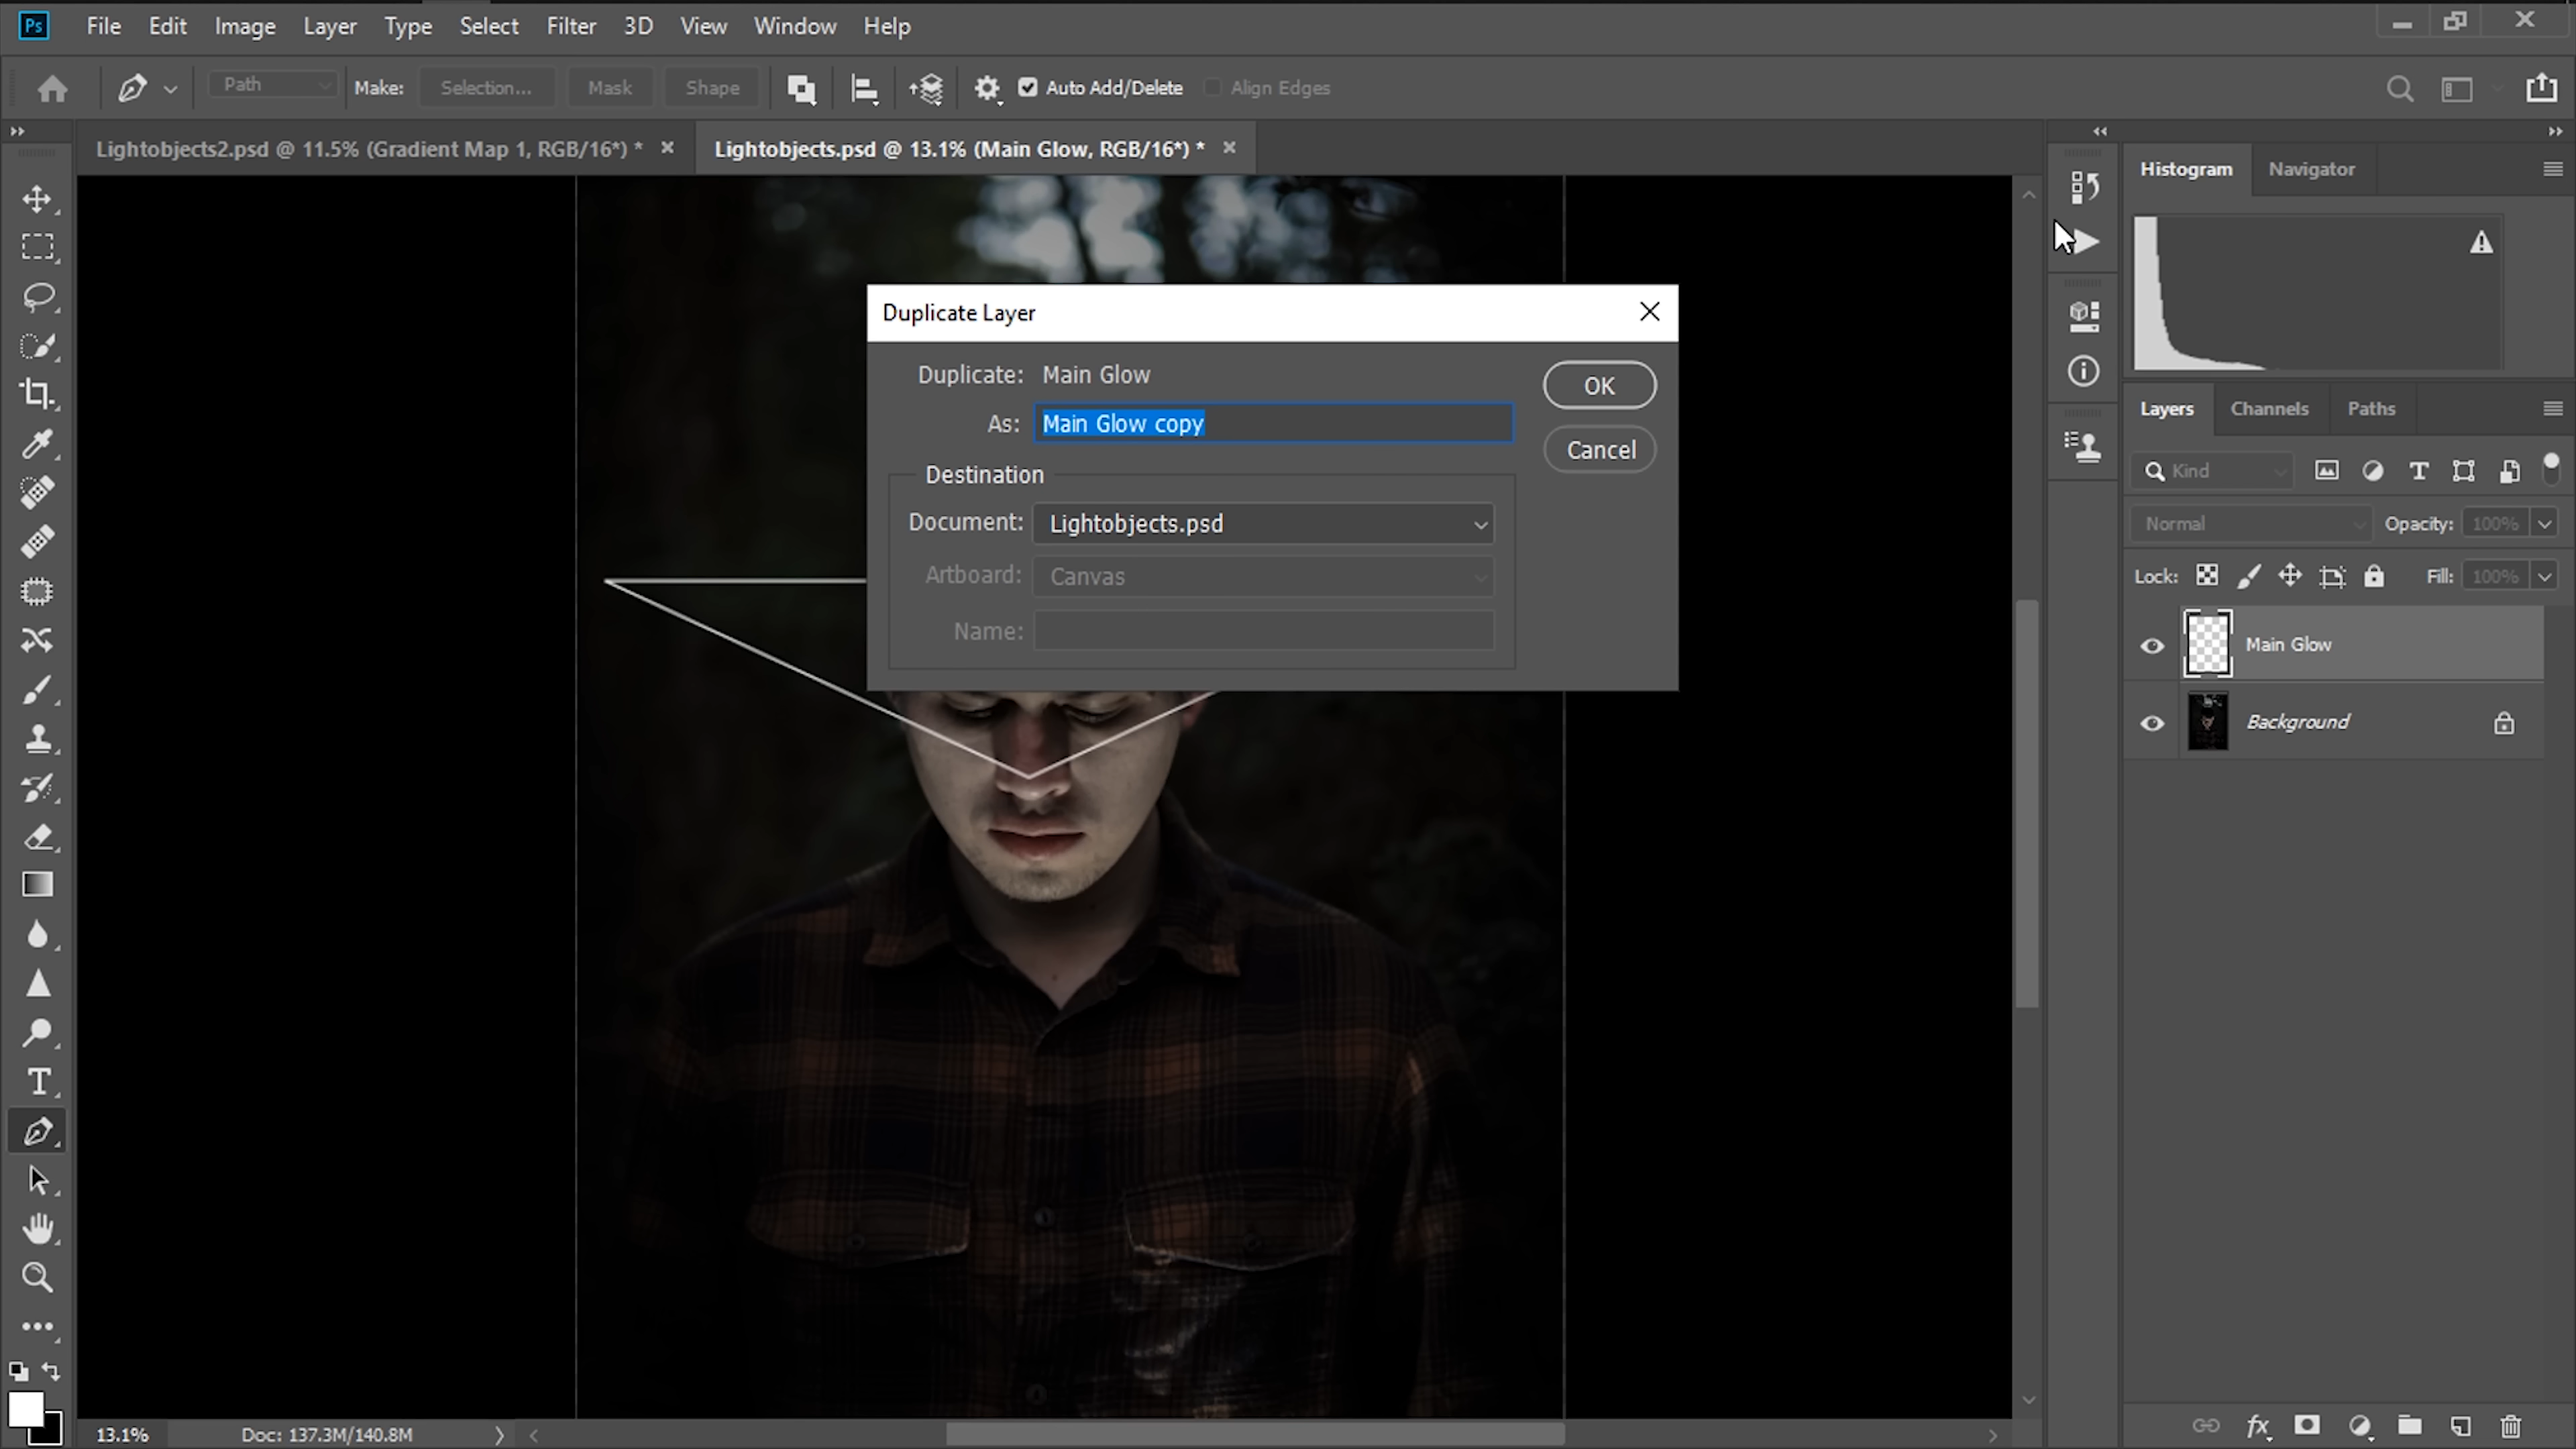 Ps File Edit Image Layer Type Select Filter 3D View Window Help
Path Make: Selection... Mask Shape Auto Add/Delete Align Edges
Lightobjects2.psd @ 11.5% (Gradient Map 1, RGB/16*) * Lightobjects.psd @ 13.1% (Main Glow, RGB/16*) *
Histogram Navigator
Duplicate Layer
Duplicate: Main Glow
As: Main Glow copy
OK
Cancel
Destination
Document: Lightobjects.psd
Artboard: Canvas
Name:
Layers Channels Paths
Kind
Normal Opacity: 100%
Lock: Fill: 100%
Main Glow
Background
fx
13.1% Doc: 137.3M/140.8M